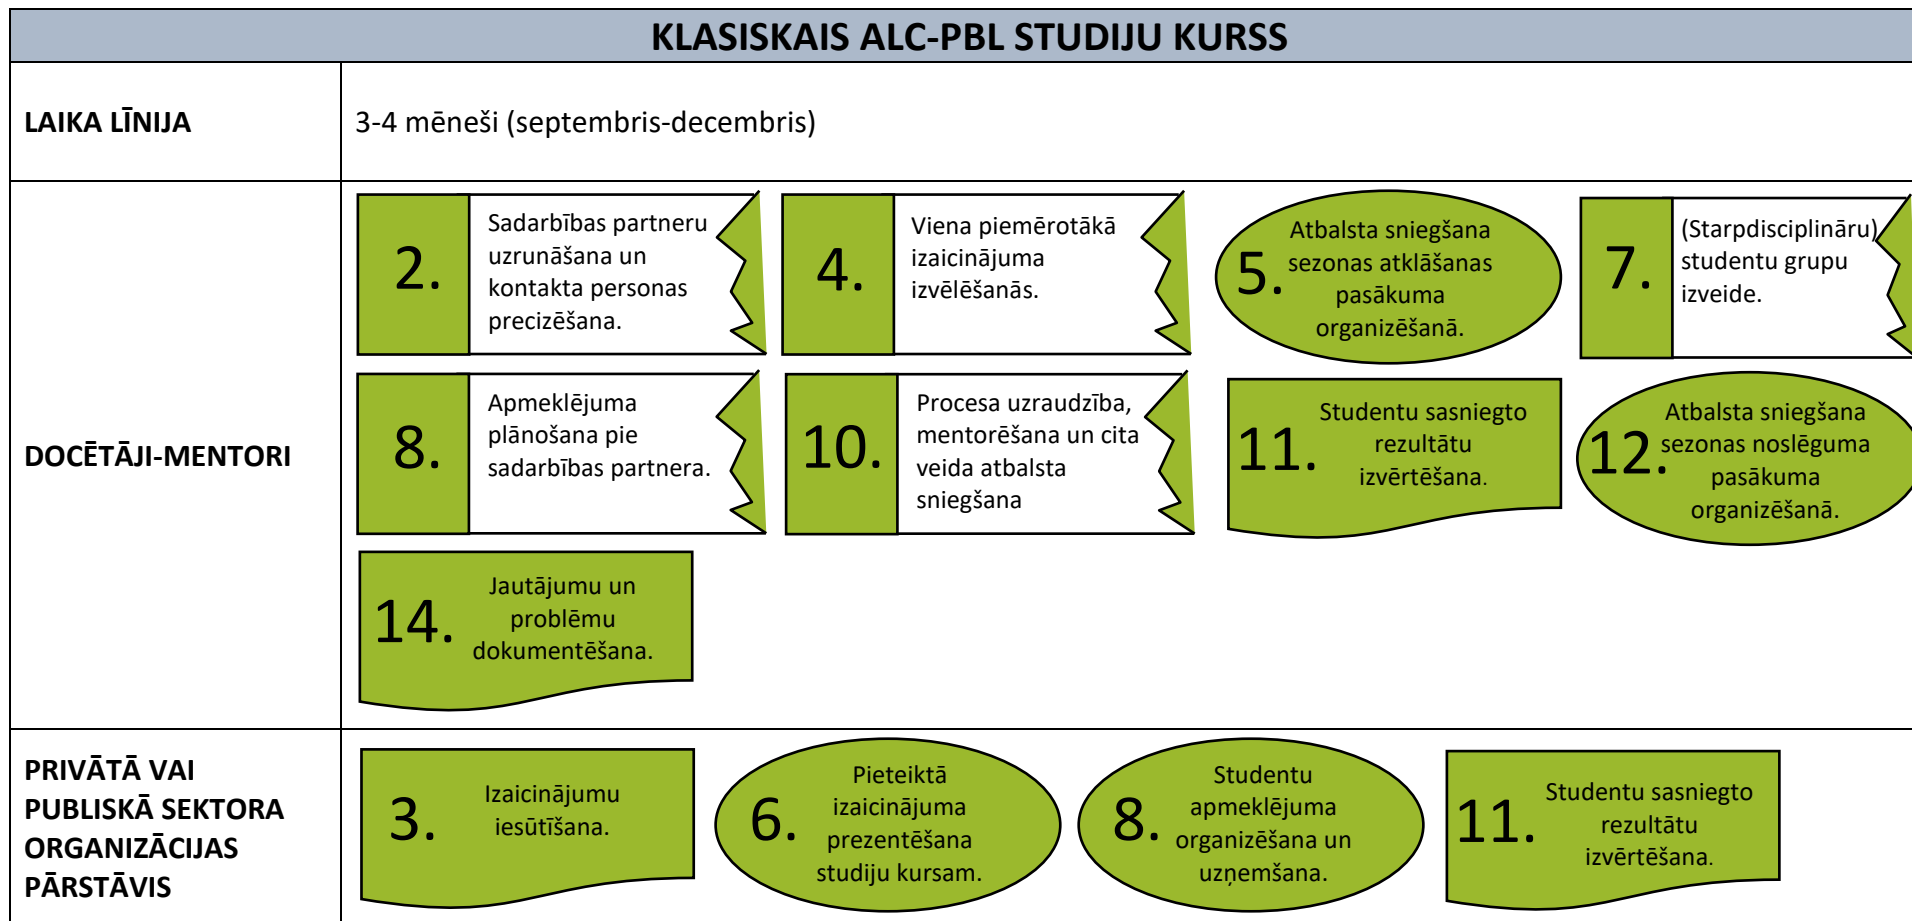 KLASISKAIS ALC-PBL STUDIJU KURSS
LAIKA LĪNIJA
3-4 mēneši (septembris-decembris)
DOCĒTĀJI-MENTORI
2.
Sadarbības partneru
uzrunāšana un
kontakta personas
precizēšana.
4.
Viena piemērotākā
izaicinājuma
izvēlēšanās.
5.
Atbalsta sniegšana
sezonas atklāšanas
pasākuma
organizēšanā.
7.
(Starpdisciplināru)
studentu grupu
izveide.
8.
Apmeklējuma
plānošana pie
sadarbības partnera.
10.
Procesa uzraudzība,
mentorēšana un cita
veida atbalsta
sniegšana
11.
Studentu sasniegto
rezultātu
izvērtēšana.
12.
Atbalsta sniegšana
sezonas noslēguma
pasākuma
organizēšanā.
14.
Jautājumu un
problēmu
dokumentēšana.
PRIVĀTĀ VAI
PUBLISKĀ SEKTORA
ORGANIZĀCIJAS
PĀRSTĀVIS
3.
Izaicinājumu
iesūtīšana.
6.
Pieteiktā
izaicinājuma
prezentēšana
studiju kursam.
8.
Studentu
apmeklējuma
organizēšana un
uzņemšana.
11.
Studentu sasniegto
rezultātu
izvērtēšana.